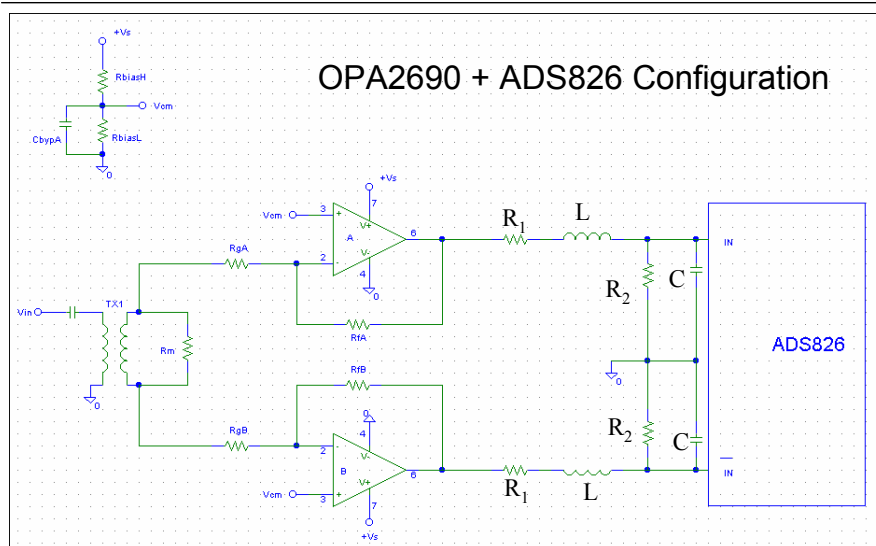 +Vs
RbiasH
OPA2690 + ADS826 Configuration
Vcm
CbypA
RbiasL
0
+Vs
7
Vcm
3
+
V+
R1
L
A
6
IN
RgA
2
-
V-
4
0
R2
C
Vin
TX1
RfA
ADS826
Rm
0
0
RfB
0
4
R2
C
RgB
2
-
V-
B
6
IN
V+
R1
L
Vcm
3
+
7
+Vs